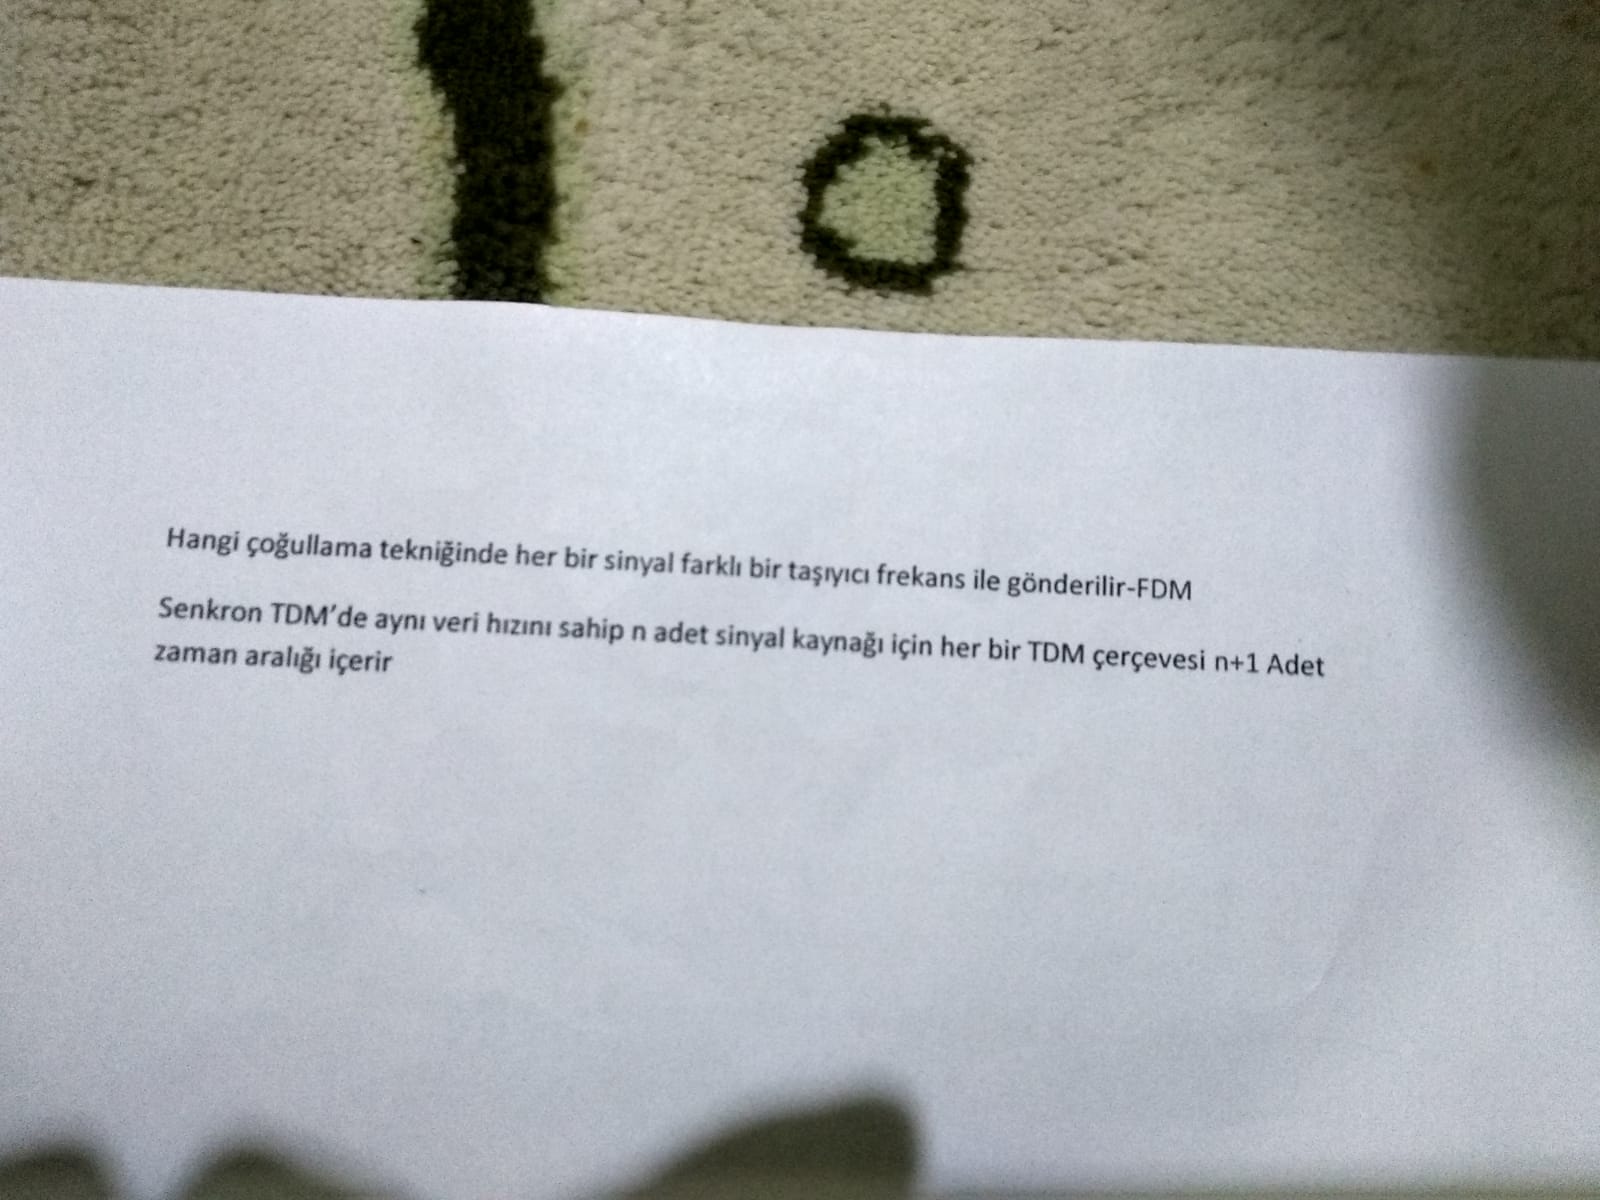 Hangi çoğullama tekniğinde her bir sinyal farklı bir taşıyıcı frekans ile gönderilir-FDM
Senkron TDM’de aynı veri hızını sahip n adet sinyal kaynağı için her bir TDM çerçevesi n+1 Adet
zaman aralığı içerir